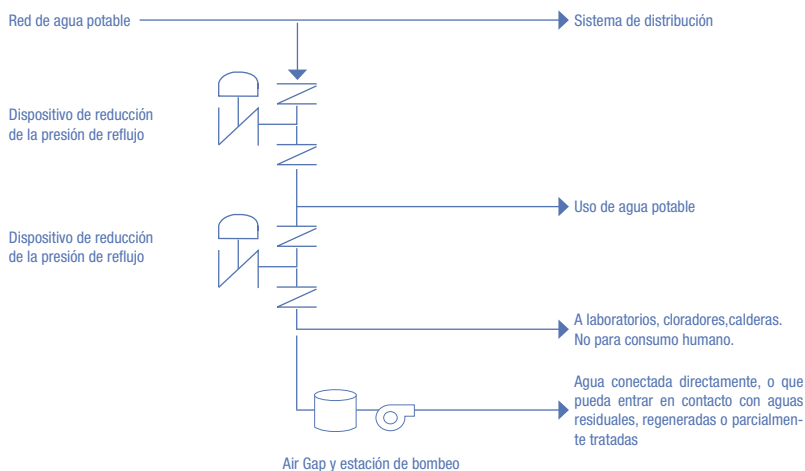 Red de agua potable
Sistema de distribución
Dispositivo de reducción
de la presión de reflujo
Uso de agua potable
Dispositivo de reducción
de la presión de reflujo
A laboratorios, cloradores,calderas.
No para consumo humano.
Agua conectada directamente, o que
pueda entrar en contacto con aguas
residuales, regeneradas o parcialmen-
te tratadas
Air Gap y estación de bombeo